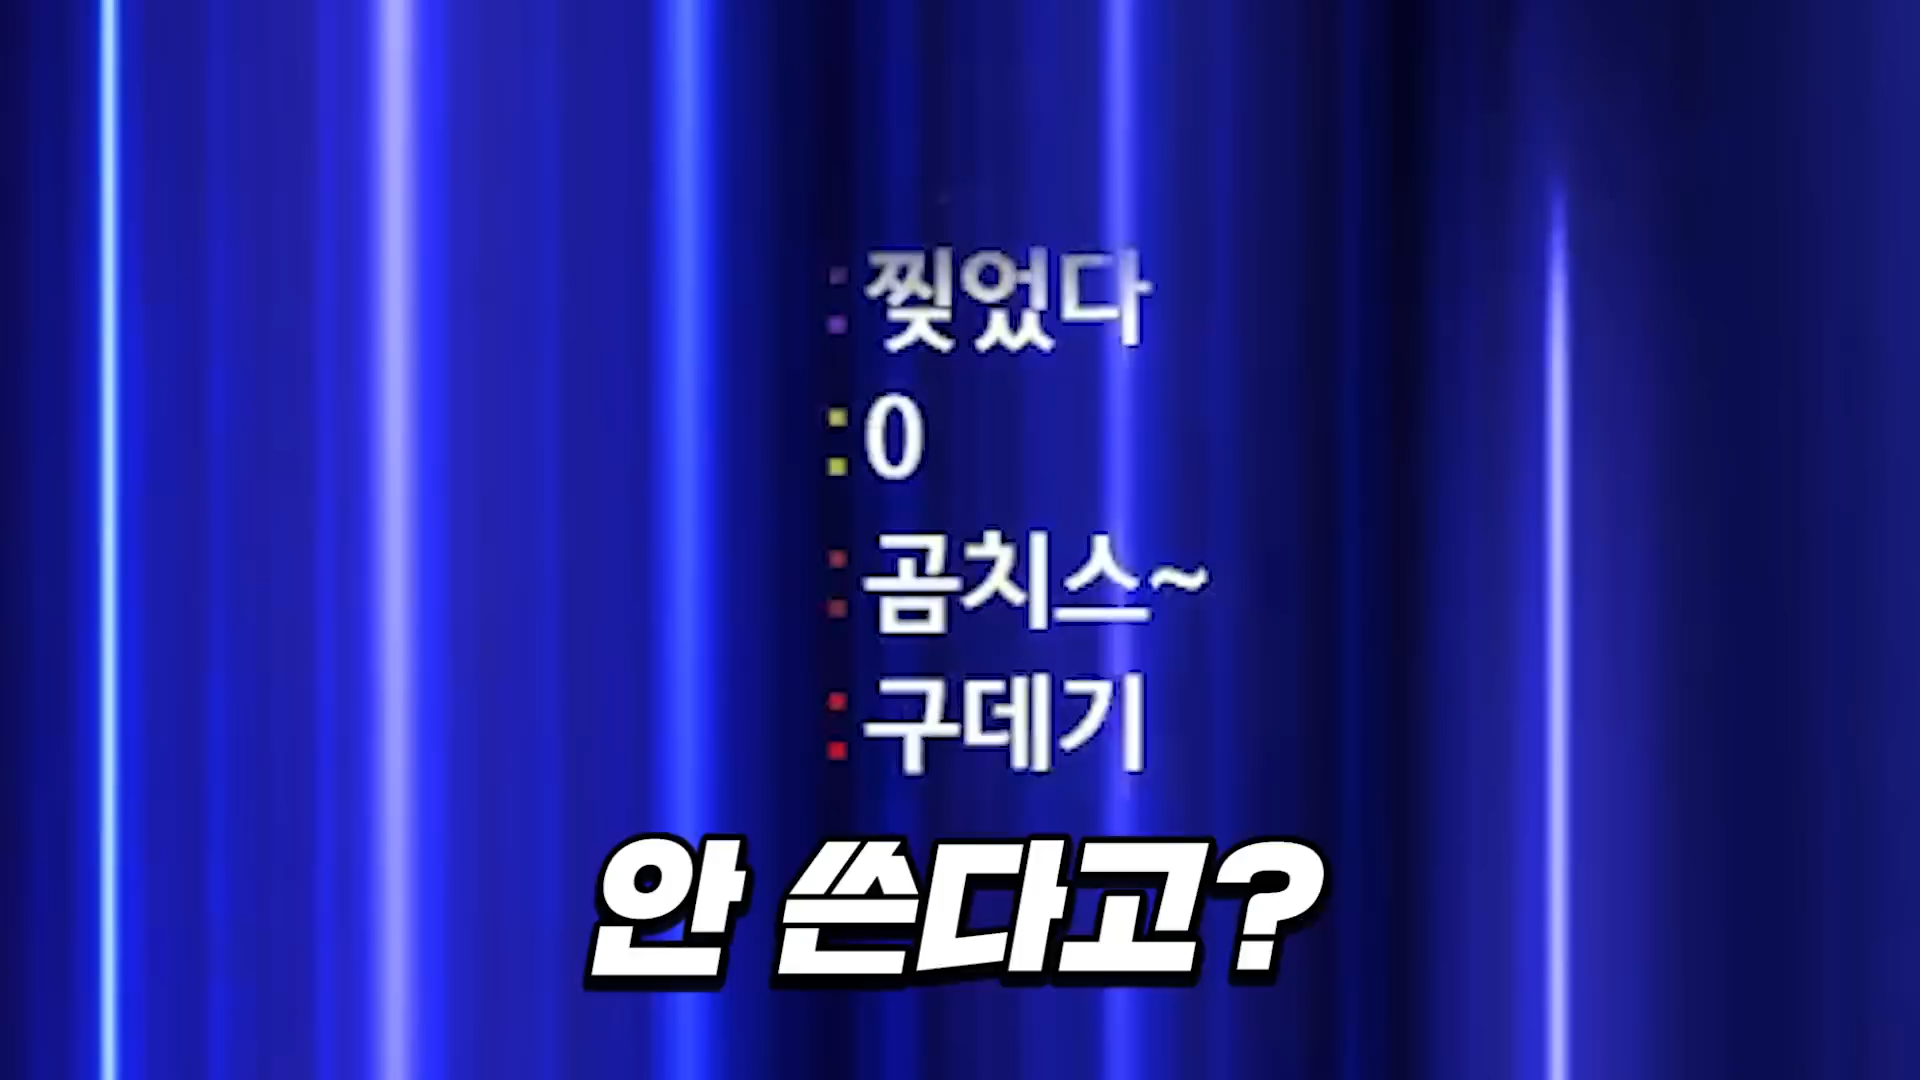 : 찢었다
: 0
: 곰치스~
: 구데기
안 쓴다고?